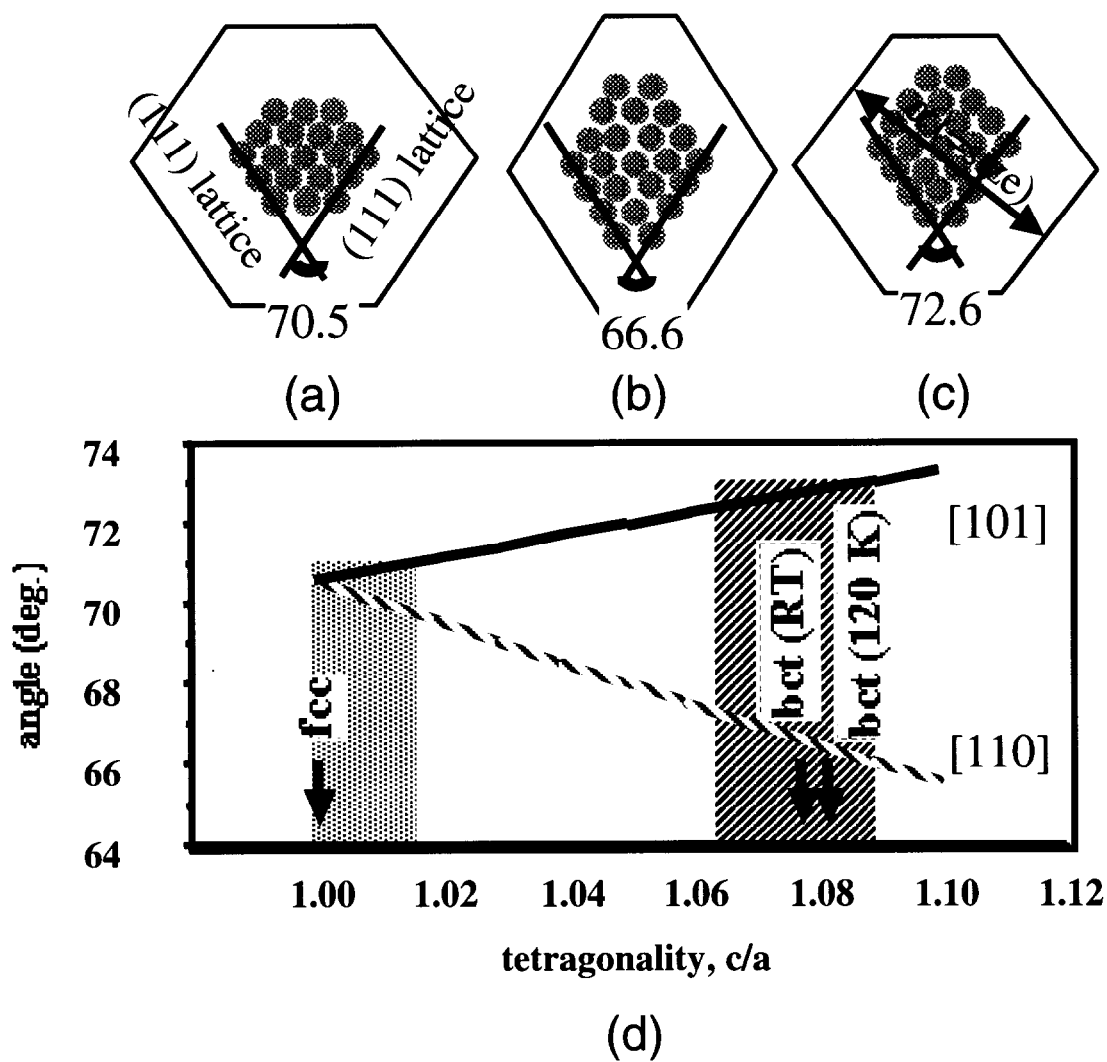 (111) lattice
(111) lattice
70.5
66.6
72.6
(a)
(b)
(c)
74
72
70
68
66
64
angle (deg.)
fcc
bct (RT)
bct (120 K)
[101]
[110]
1.00
1.02
1.04
1.06
1.08
1.10
1.12
tetragonality, c/a
(d)